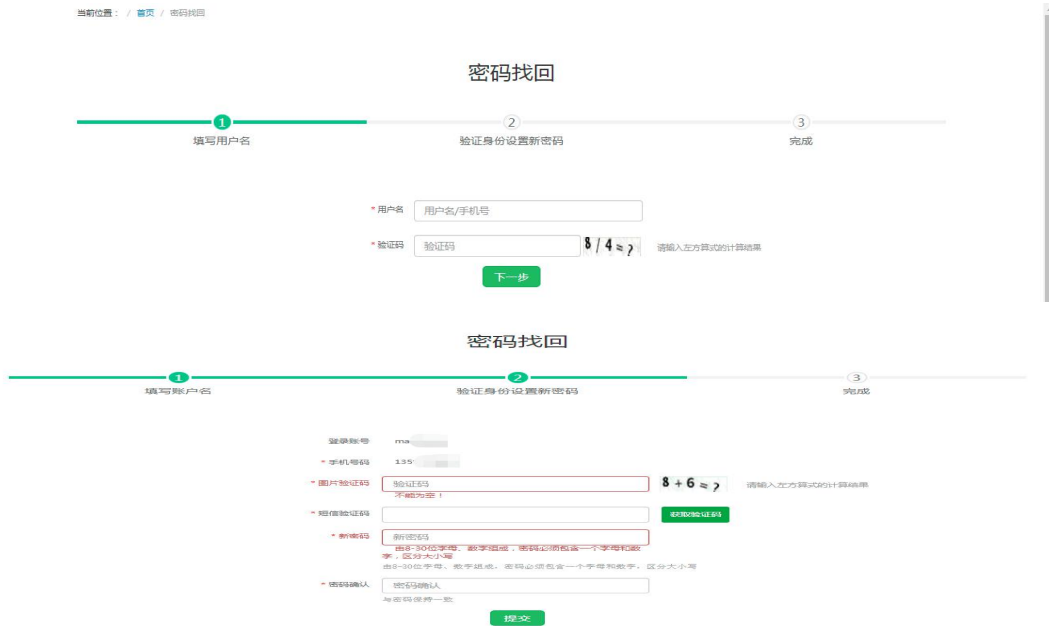 当前位置： / 首页 / 密码找回
密码找回
1 2 3
填写用户名 验证身份设置新密码 完成
* 用户名 用户名/手机号
* 验证码 验证码 8 / 4 = ? 请输入左方算式的计算结果
下一步
密码找回
1 2 3
填写账户名 验证身份设置新密码 完成
登录账号 ma
* 手机号码 135
* 图片验证码 验证码 8 + 6 = ? 请输入左方算式的计算结果
不能为空！
* 短信验证码 获取验证码
* 新密码 新密码
由8-30位字母、数字组成，密码必须包含一个字母和数
字，区分大小写
由8-30位字母、数字组成，密码必须包含一个字母和数字，区分大小写
* 密码确认 密码确认
与密码保持一致
提交